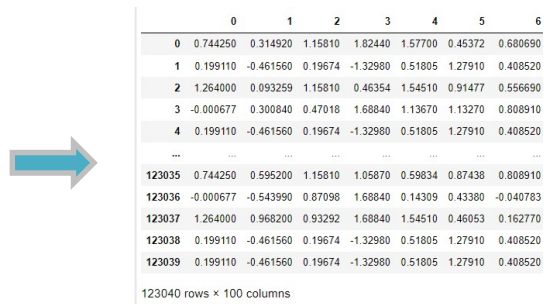 0 1 2 3 4 5 6
0 0.744250 0.314920 1.15810 1.82440 1.57700 0.45372 0.680690
1 0.199110 -0.461560 0.19674 -1.32980 0.51805 1.27910 0.408520
2 1.264000 0.093259 1.15810 0.46354 1.54510 0.91477 0.556690
3 -0.000677 0.300840 0.47018 1.68840 1.13670 1.13270 0.808910
4 0.199110 -0.461560 0.19674 -1.32980 0.51805 1.27910 0.408520
... ... ... ... ... ... ... ...
123035 0.744250 0.595200 1.15810 1.05870 0.59834 0.87438 0.808910
123036 -0.000677 -0.543990 0.87098 1.68840 0.14309 0.43380 -0.040783
123037 1.264000 0.968200 0.93292 1.68840 1.54510 0.46053 0.162770
123038 0.199110 -0.461560 0.19674 -1.32980 0.51805 1.27910 0.408520
123039 0.199110 -0.461560 0.19674 -1.32980 0.51805 1.27910 0.408520
123040 rows × 100 columns